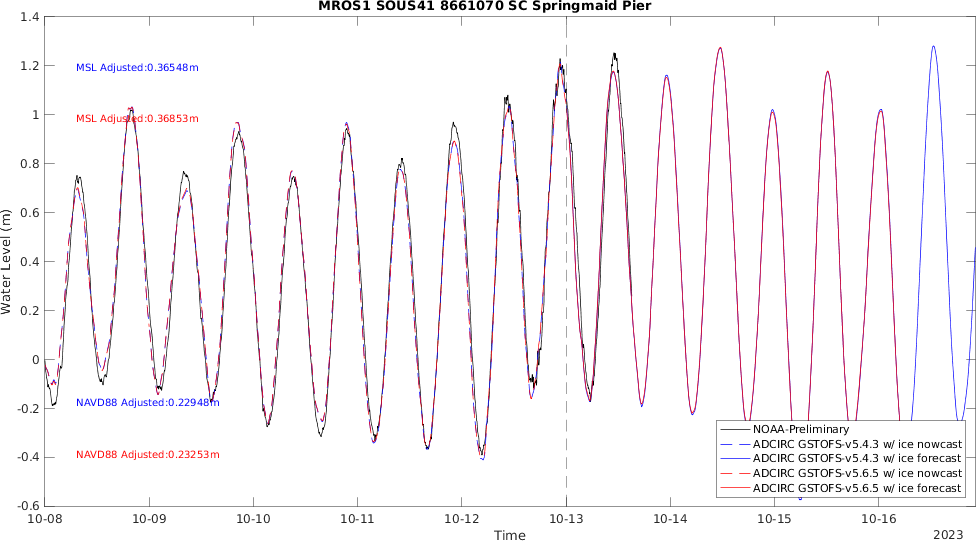 MROS1 SOUS41 8661070 SC Springmaid Pier
1.4
1.2
1
0.8
0.6
0.4
0.2
0
-0.2
-0.4
-0.6
Water Level (m)
MSL Adjusted:0.36548m
MSL Adjusted:0.36853m
NAVD88 Adjusted:0.22948m
NAVD88 Adjusted:0.23253m
NOAA-Preliminary
ADCIRC GSTOFS-v5.4.3 w/ ice nowcast
ADCIRC GSTOFS-v5.4.3 w/ ice forecast
ADCIRC GSTOFS-v5.6.5 w/ ice nowcast
ADCIRC GSTOFS-v5.6.5 w/ ice forecast
10-08 10-09 10-10 10-11 10-12 10-13 10-14 10-15 10-16
Time
2023